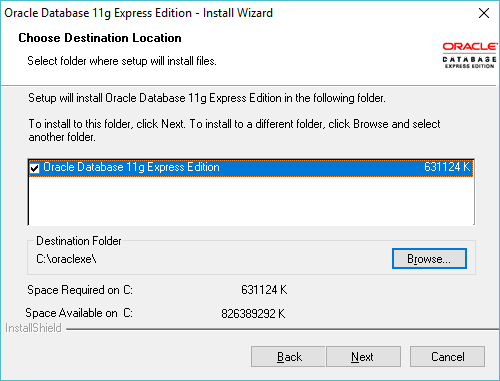 Oracle Database 11g Express Edition - Install Wizard
Choose Destination Location
Select folder where setup will install files.
ORACLE
DATABASE
EXPRESS EDITION
Setup will install Oracle Database 11g Express Edition in the following folder.
To install to this folder, click Next. To install to a different folder, click Browse and select
another folder.
Oracle Database 11g Express Edition 631124 K
Destination Folder
C:\oraclexe\
Browse...
Space Required on C: 631124 K
Space Available on C: 826389292 K
InstallShield
Back Next Cancel